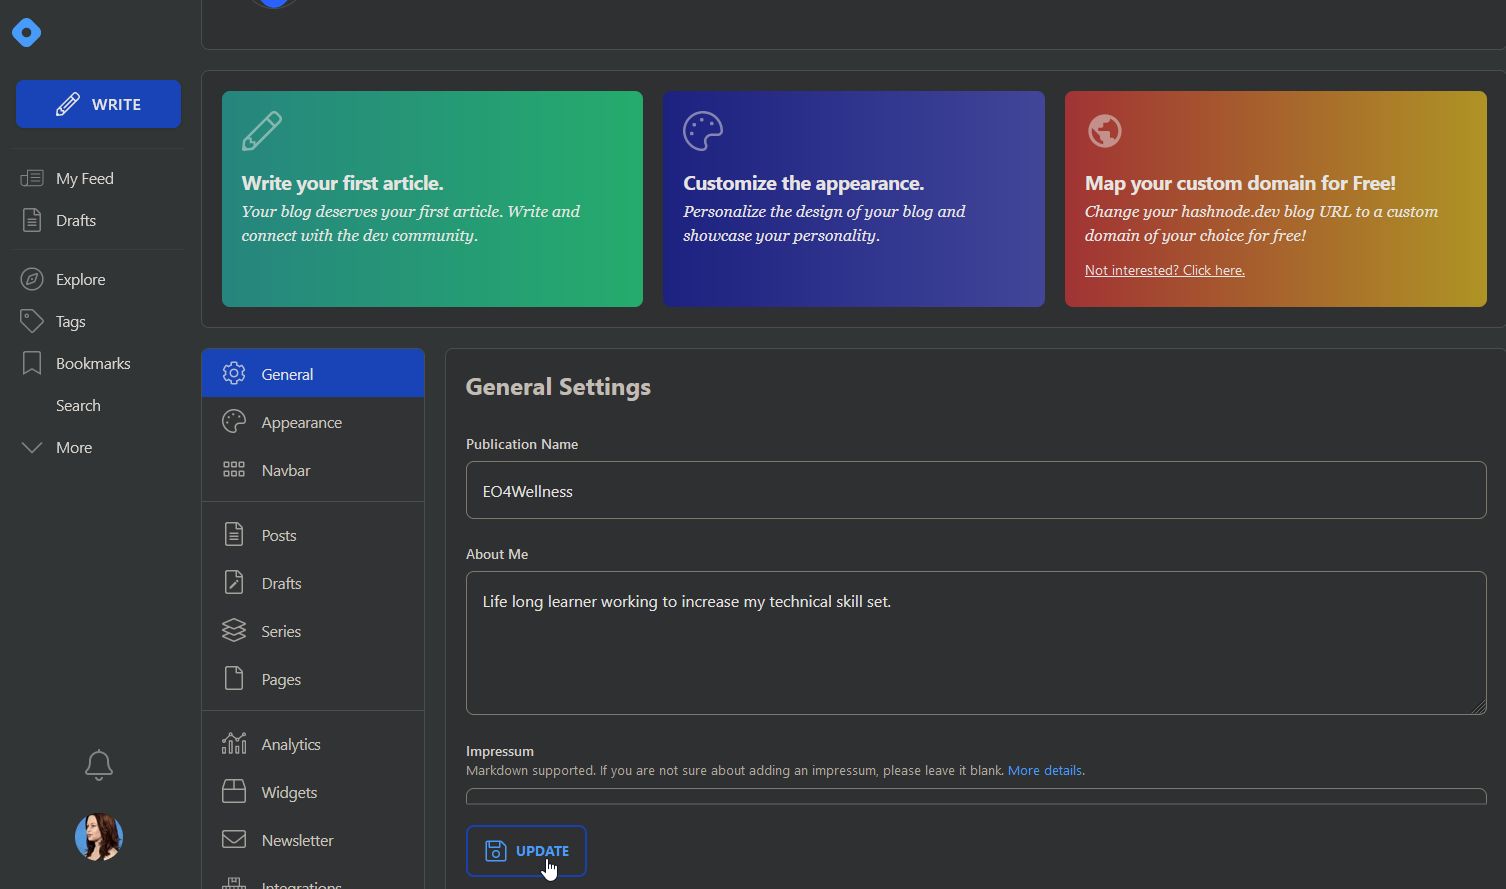 WRITE
My Feed
Drafts
Explore
Tags
Bookmarks
Search
More
Write your first article.
Your blog deserves your first article. Write and
connect with the dev community.
Customize the appearance.
Personalize the design of your blog and
showcase your personality.
Map your custom domain for Free!
Change your hashnode.dev blog URL to a custom
domain of your choice for free!
Not interested? Click here.
General
Appearance
Navbar
Posts
Drafts
Series
Pages
Analytics
Widgets
Newsletter
Integrations
General Settings
Publication Name
EO4Wellness
About Me
Life long learner working to increase my technical skill set.
Impressum
Markdown supported. If you are not sure about adding an impressum, please leave it blank. More details.
UPDATE